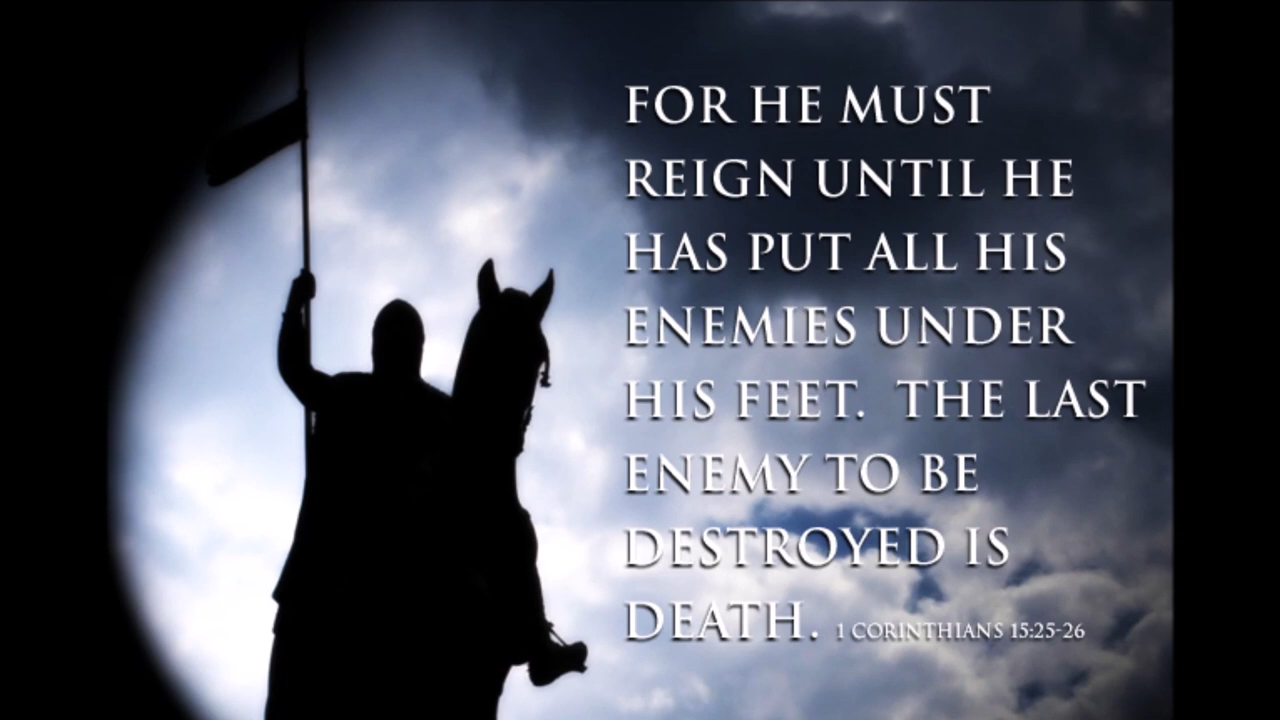 FOR HE MUST
REIGN UNTIL HE
HAS PUT ALL HIS
ENEMIES UNDER
HIS FEET. THE LAST
ENEMY TO BE
DESTROYED IS
DEATH. 1 CORINTHIANS 15:25-26